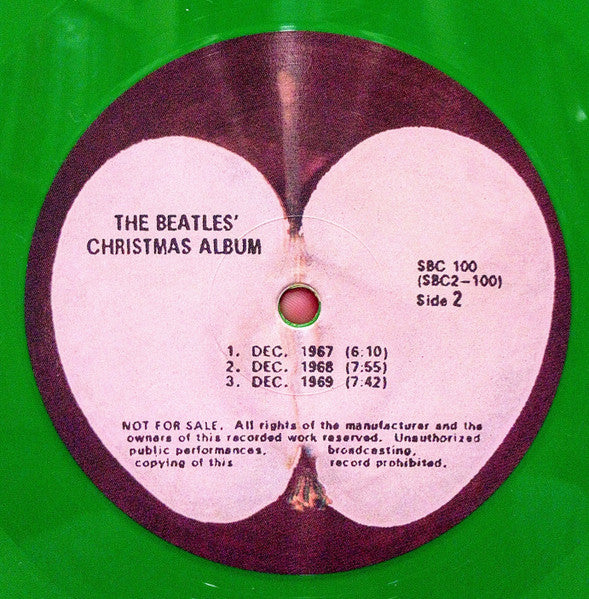 THE BEATLES'
CHRISTMAS ALBUM
SBC 100
(SBC2-100)
Side 2
1. DEC. 1967 (6:10)
2. DEC. 1968 (7:55)
3. DEC. 1969 (7:42)
NOT FOR SALE. All rights of the manufacturer and the
owners of this recorded work reserved. Unauthorized
public performances, broadcasting,
copying of this record prohibited.